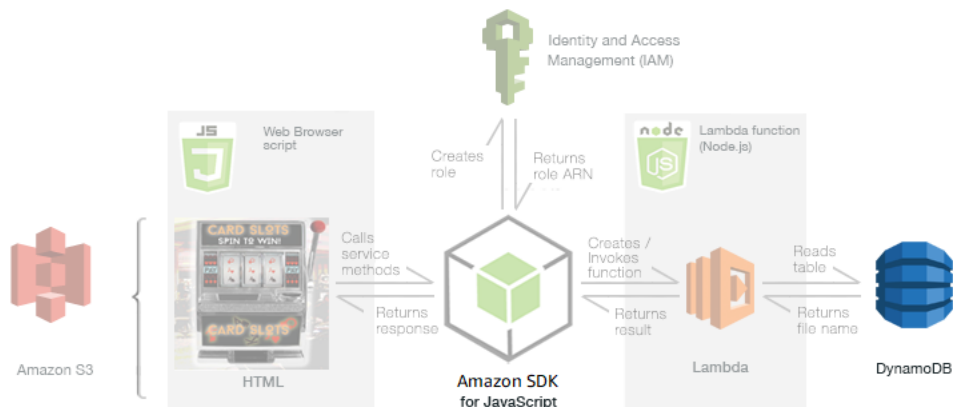 Identity and Access
Management (IAM)
JS
Web Browser
script
node
JS
Lambda function
(Node.js)
Creates
role
Returns
role ARN
CARD SLOTS
SPIN TO WIN!
Calls
service
methods
Creates /
Invokes
function
Reads
table
Returns
response
Returns
result
Returns
file name
CARD SLOTS
Amazon S3
HTML
Amazon SDK
for JavaScript
Lambda
DynamoDB